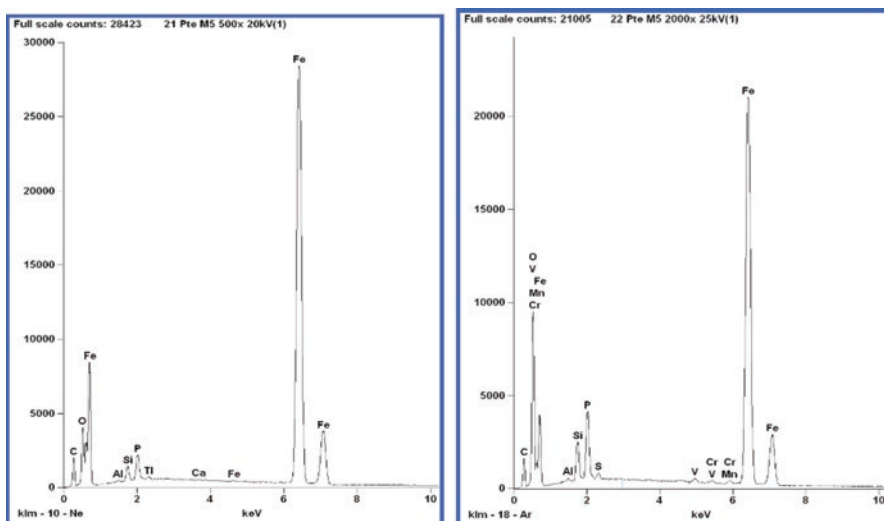 Full scale counts: 28423 21 Pte M5 500x 20kV(1)
30000
25000
20000
15000
10000
5000
0
Fe
Fe
O
C
Al
Si
P
Tl
Ca
Fe
Fe
0 2 4 6 8 10
klm - 10 - Ne keV
Full scale counts: 21005 22 Pte M5 2000x 25kV(1)
20000
15000
10000
5000
0
Fe
O
V
Fe
Mn
Cr
C
Al
Si
P
S
V
Cr
V
Cr
Mn
Fe
0 2 4 6 8 10
klm - 18 - Ar keV